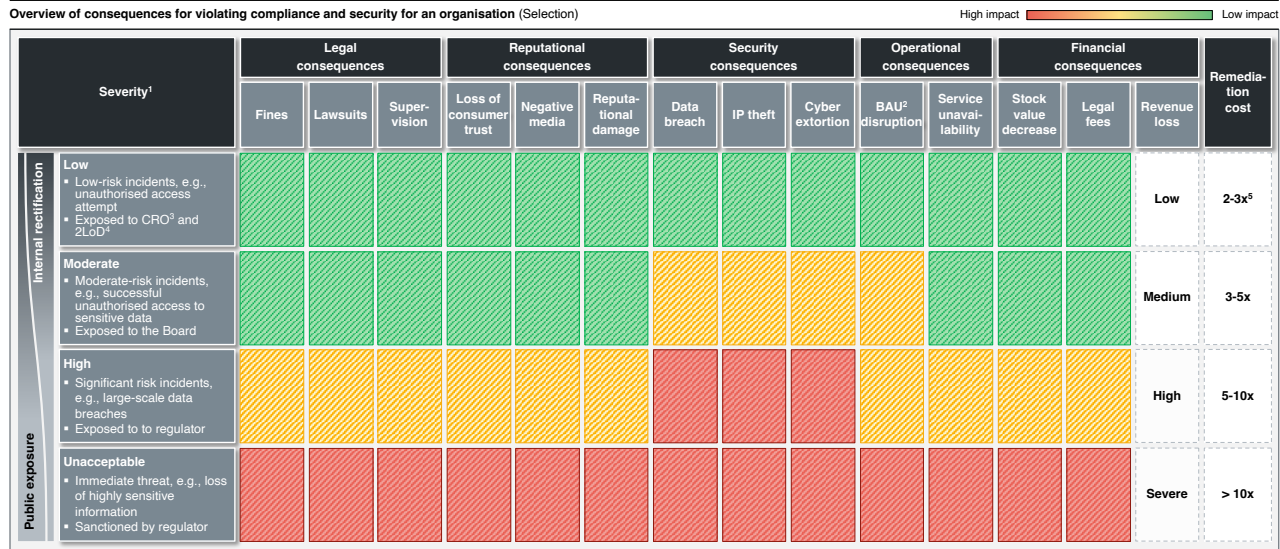 Overview of consequences for violating compliance and security for an organisation (Selection)
High impact
Low impact
Severity1
Legal
consequences
Reputational
consequences
Security
consequences
Operational
consequences
Financial
consequences
Remedia-
tion
cost
Fines
Lawsuits
Super-
vision
Loss of
consumer
trust
Negative
media
Reputa-
tional
damage
Data
breach
IP theft
Cyber
extortion
BAU2
disruption
Service
unavai-
lability
Stock
value
decrease
Legal
fees
Revenue
loss
Internal rectification
Public exposure
Low
▪ Low-risk incidents, e.g.,
unauthorised access
attempt
▪ Exposed to CRO3 and
2LoD4
Low
2-3x5
Moderate
▪ Moderate-risk incidents,
e.g., successful
unauthorised access to
sensitive data
▪ Exposed to the Board
Medium
3-5x
High
▪ Significant risk incidents,
e.g., large-scale data
breaches
▪ Exposed to to regulator
High
5-10x
Unacceptable
▪ Immediate threat, e.g., loss
of highly sensitive
information
▪ Sanctioned by regulator
Severe
> 10x